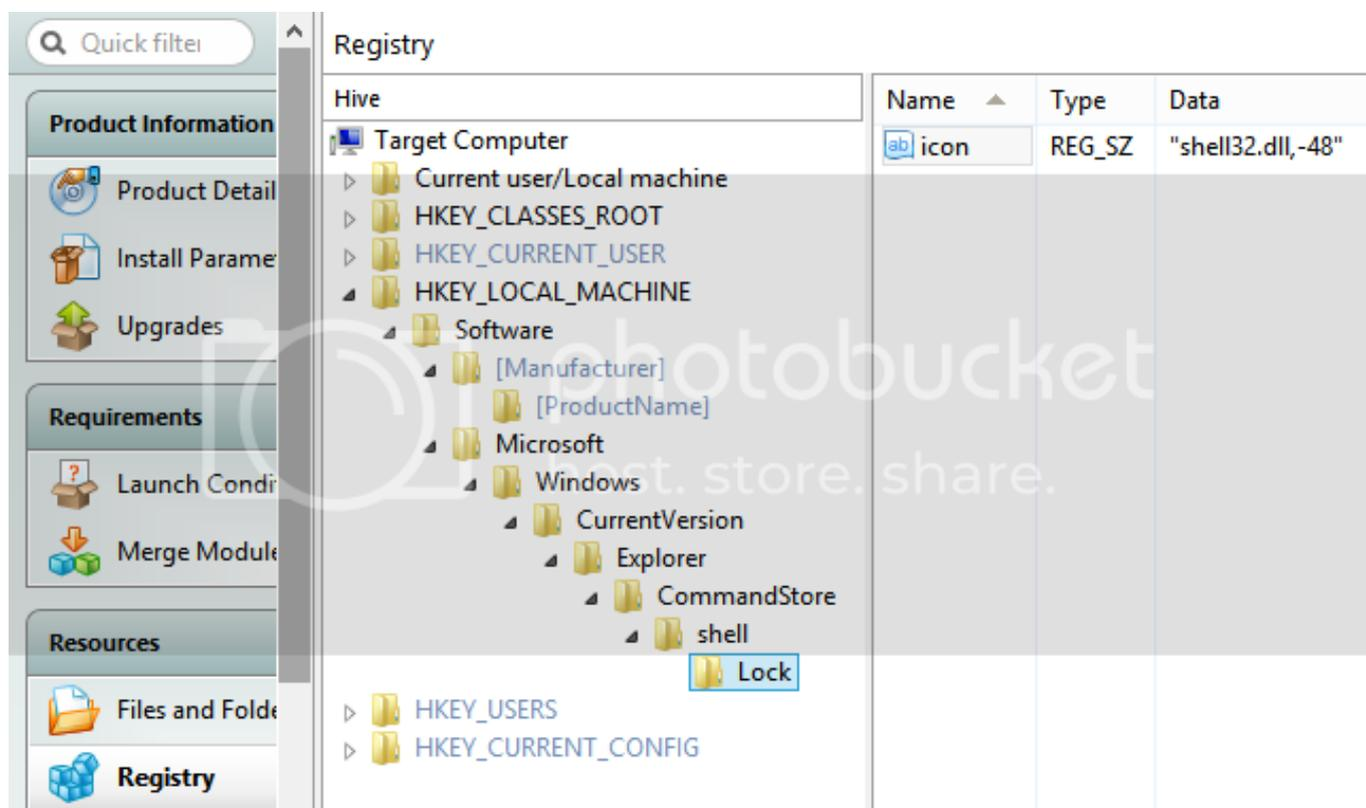 Quick filter
Product Information
Product Detail
Install Parame
Upgrades
Requirements
Launch Condi
Merge Module
Resources
Files and Folde
Registry
Registry
Hive
Target Computer
Current user/Local machine
HKEY_CLASSES_ROOT
HKEY_CURRENT_USER
HKEY_LOCAL_MACHINE
Software
[Manufacturer]
[ProductName]
Microsoft
Windows
CurrentVersion
Explorer
CommandStore
shell
Lock
HKEY_USERS
HKEY_CURRENT_CONFIG
Name Type Data
ab icon REG_SZ "shell32.dll,-48"
photobucket
host. store. share.